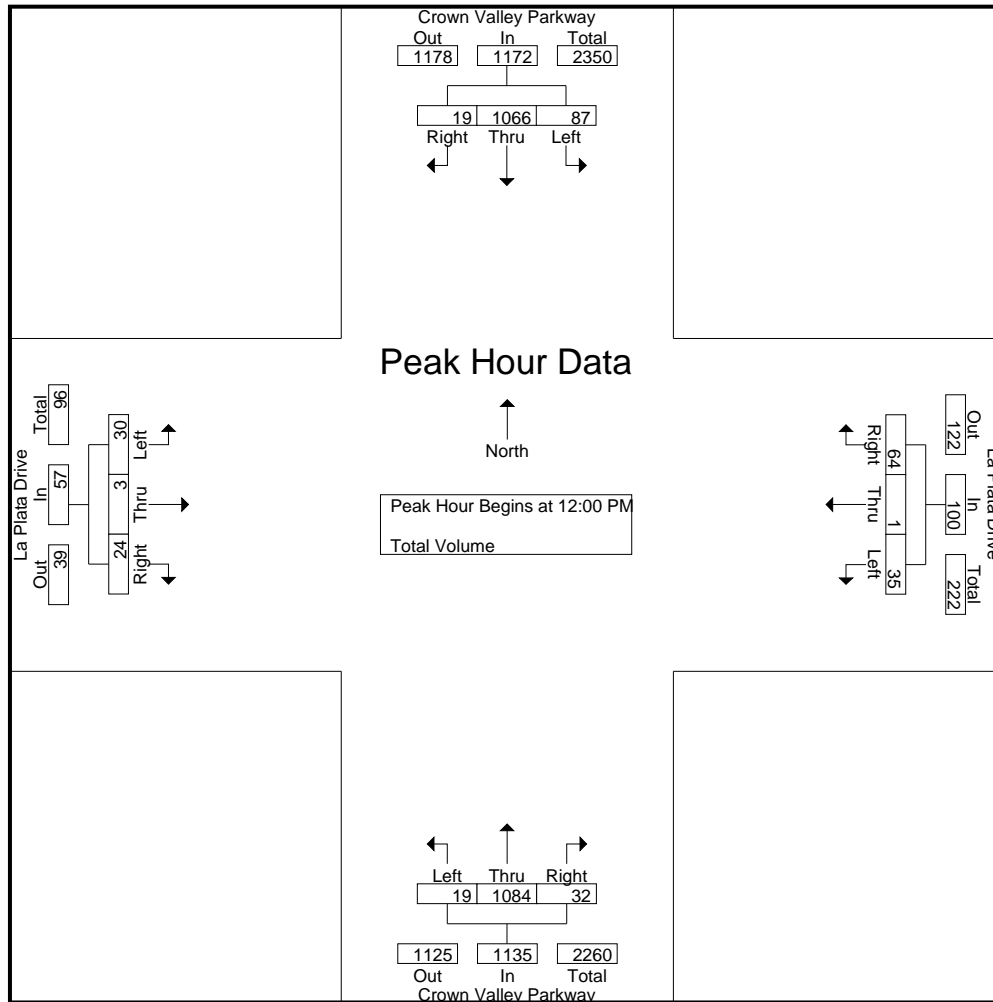 Crown Valley Parkway
Out In Total
1178 1172 2350
19 1066 87
Right Thru Left
Peak Hour Data
North
Peak Hour Begins at 12:00 PM
Total Volume
La Plata Drive
Out In Total
39 57 96
24 3 30
Right Thru Left
La Plata Drive
Out In Total
122 100 222
64 1 35
Right Thru Left
Left Thru Right
19 1084 32
1125 1135 2260
Out In Total
Crown Valley Parkway